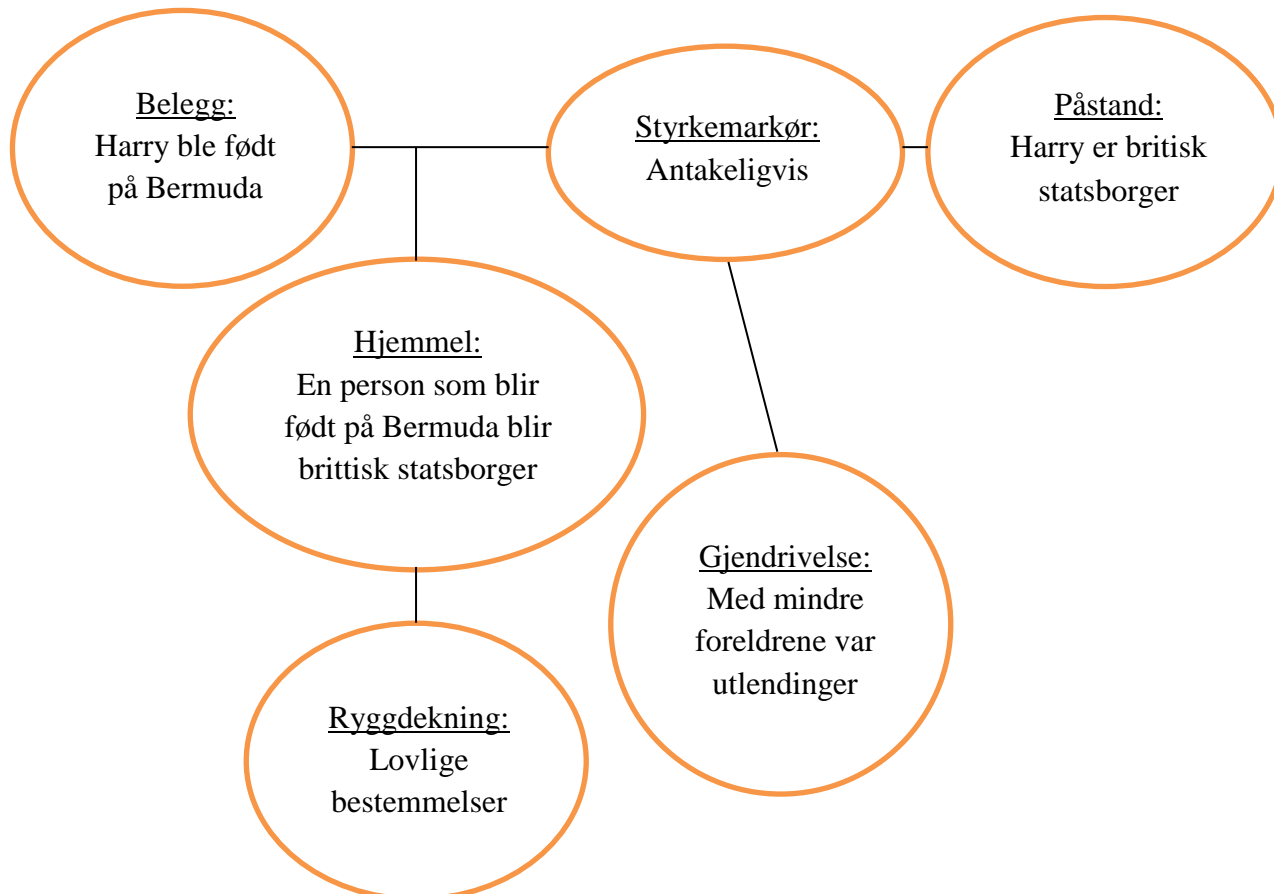 Belegg:
Harry ble født
på Bermuda
Styrkemarkør:
Antakeligvis
Påstand:
Harry er britisk
statsborger
Hjemmel:
En person som blir
født på Bermuda blir
brittisk statsborger
Gjendrivelse:
Med mindre
foreldrene var
utlendinger
Ryggdekning:
Lovlige
bestemmelser